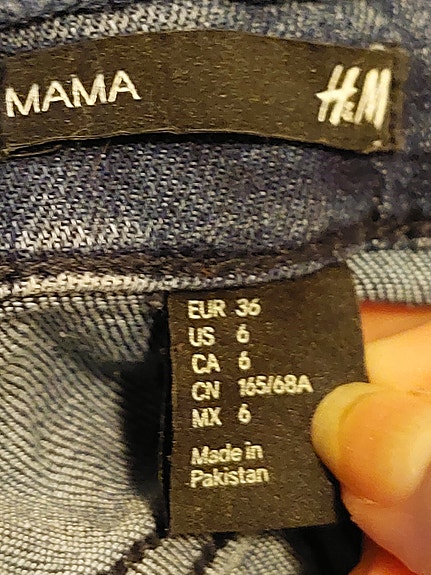 MAMA H&M
EUR 36
US 6
CA 6
CN 165/68A
MX 6
Made in
Pakistan